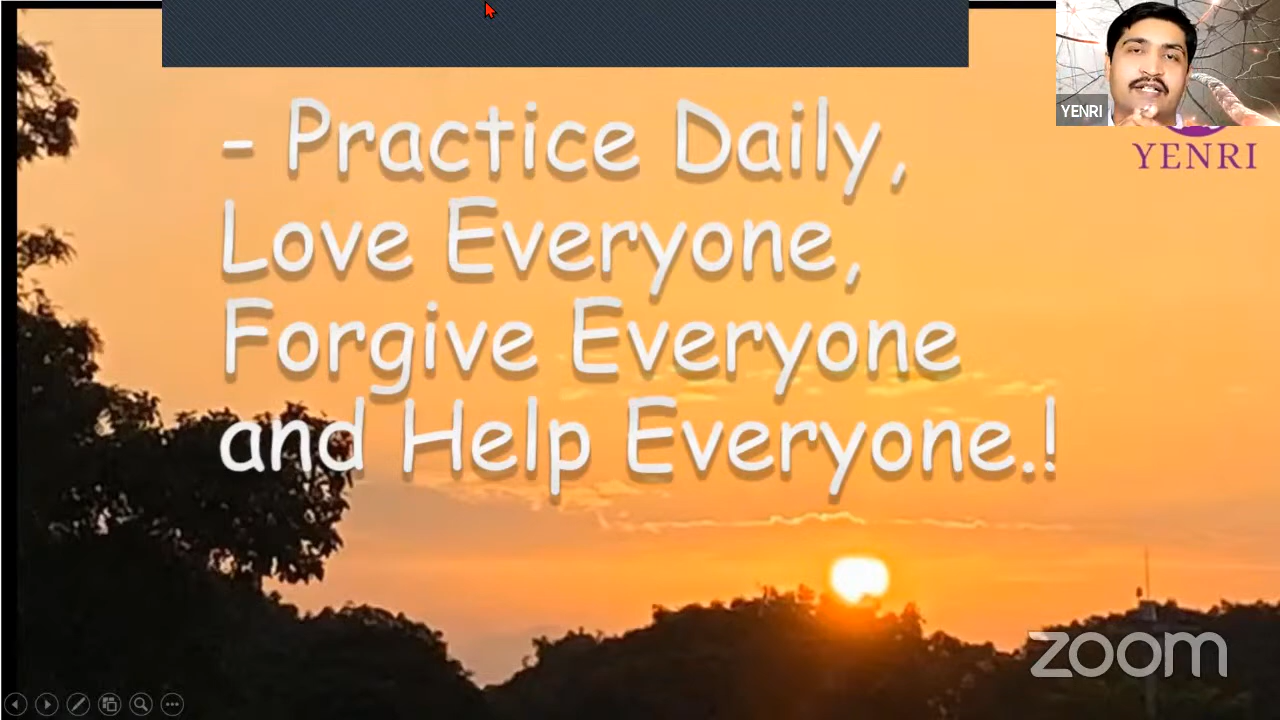 - Practice Daily,
Love Everyone,
Forgive Everyone
and Help Everyone.!
YENRI
YENRI
zoom